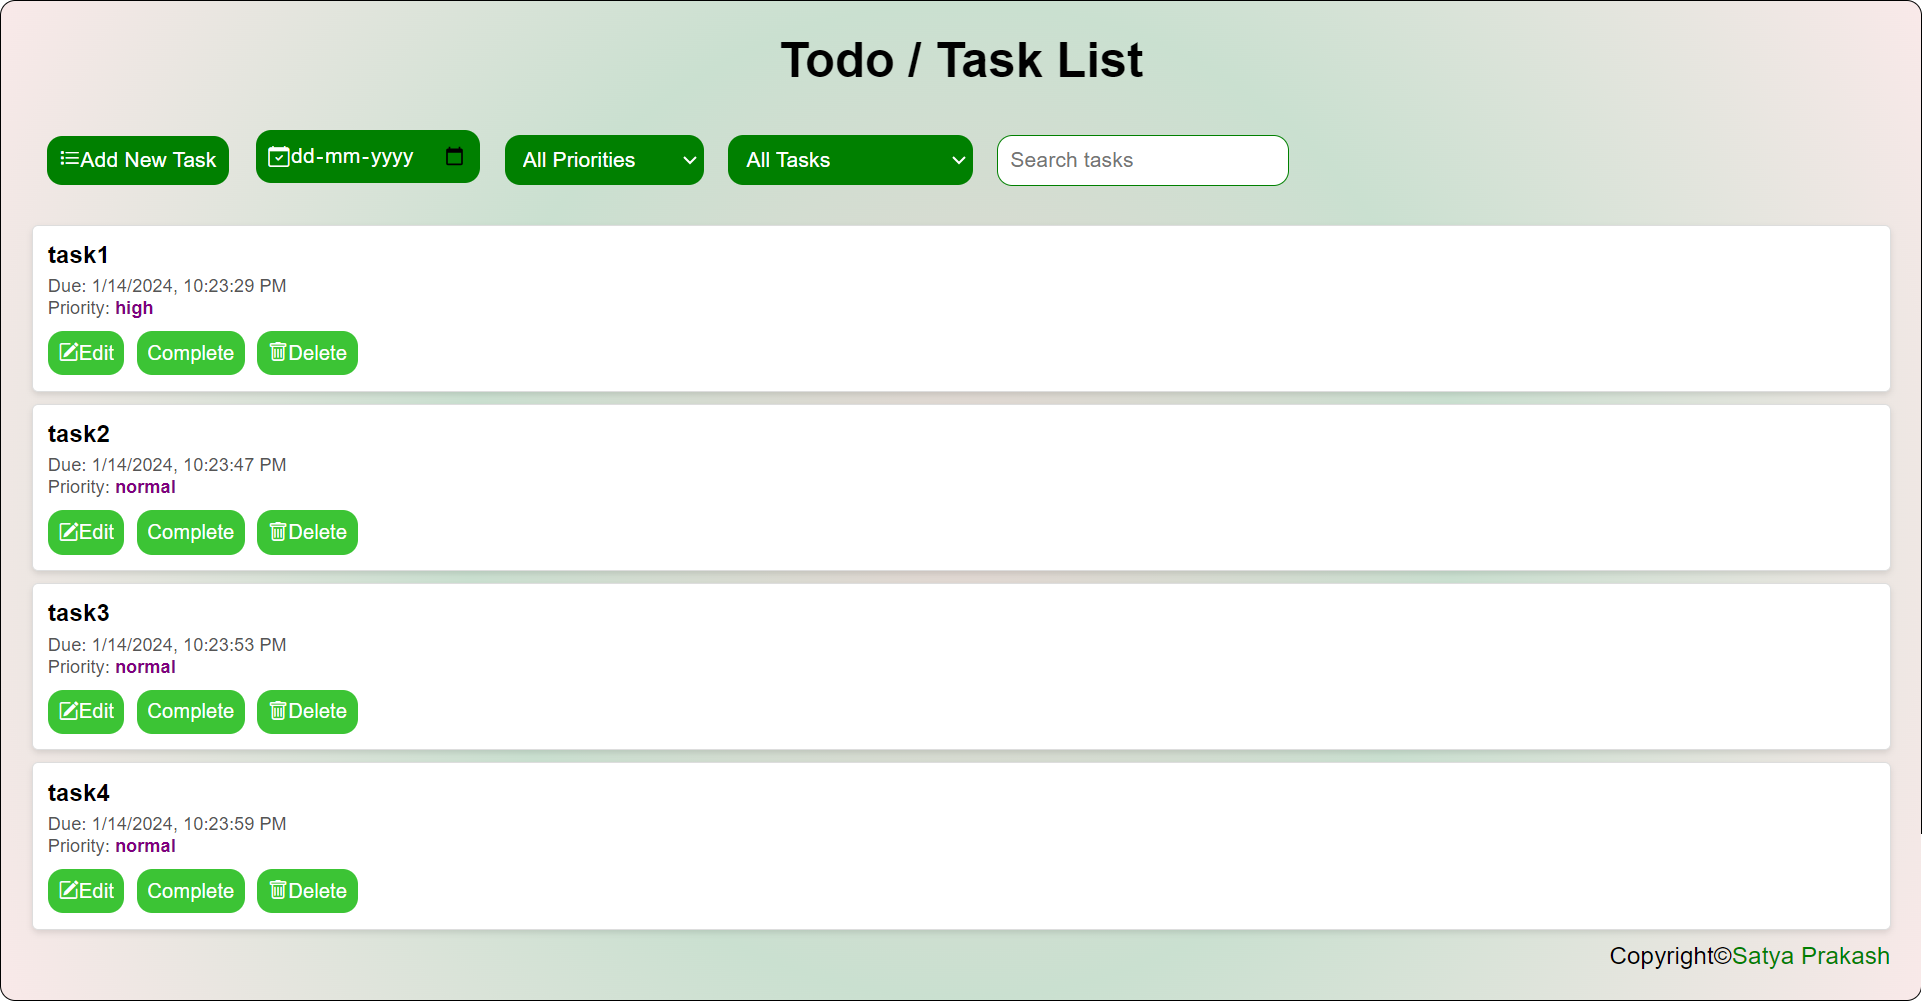 Todo / Task List
Add New Task dd-mm-yyyy All Priorities All Tasks Search tasks
task1
Due: 1/14/2024, 10:23:29 PM
Priority: high
Edit Complete Delete
task2
Due: 1/14/2024, 10:23:47 PM
Priority: normal
Edit Complete Delete
task3
Due: 1/14/2024, 10:23:53 PM
Priority: normal
Edit Complete Delete
task4
Due: 1/14/2024, 10:23:59 PM
Priority: normal
Edit Complete Delete
Copyright©Satya Prakash